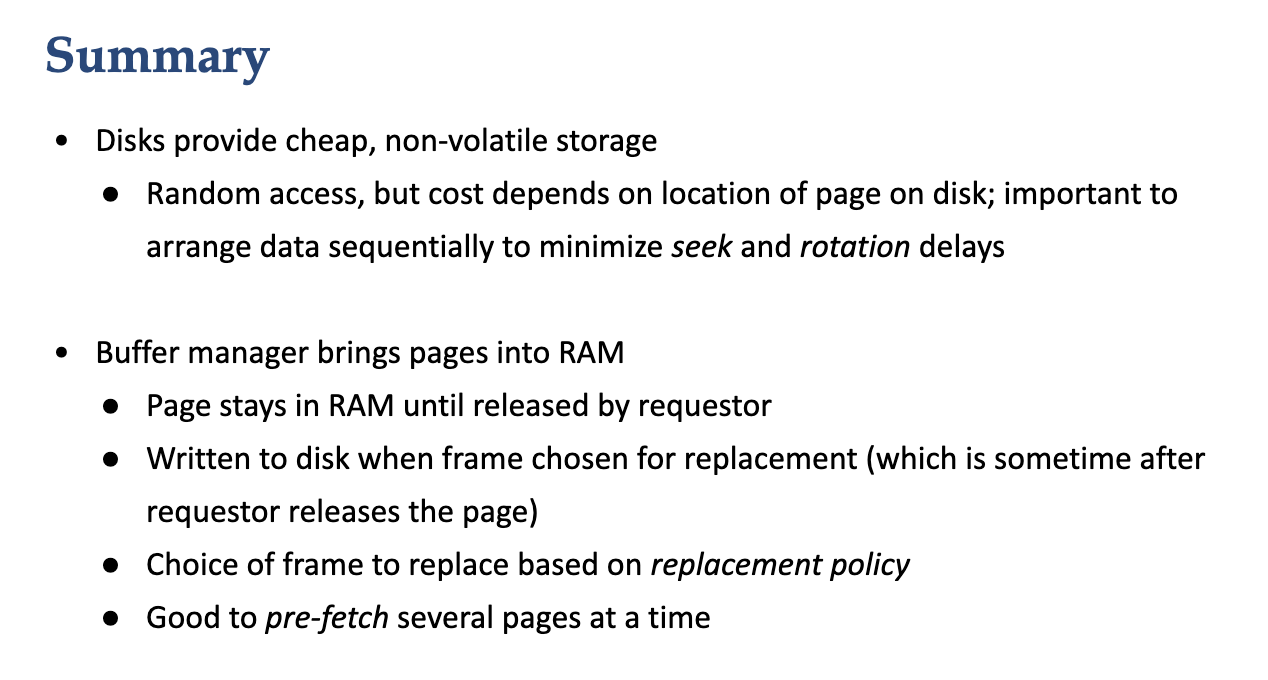 Summary
• Disks provide cheap, non-volatile storage
● Random access, but cost depends on location of page on disk; important to
arrange data sequentially to minimize seek and rotation delays
• Buffer manager brings pages into RAM
● Page stays in RAM until released by requestor
● Written to disk when frame chosen for replacement (which is sometime after
requestor releases the page)
● Choice of frame to replace based on replacement policy
● Good to pre-fetch several pages at a time